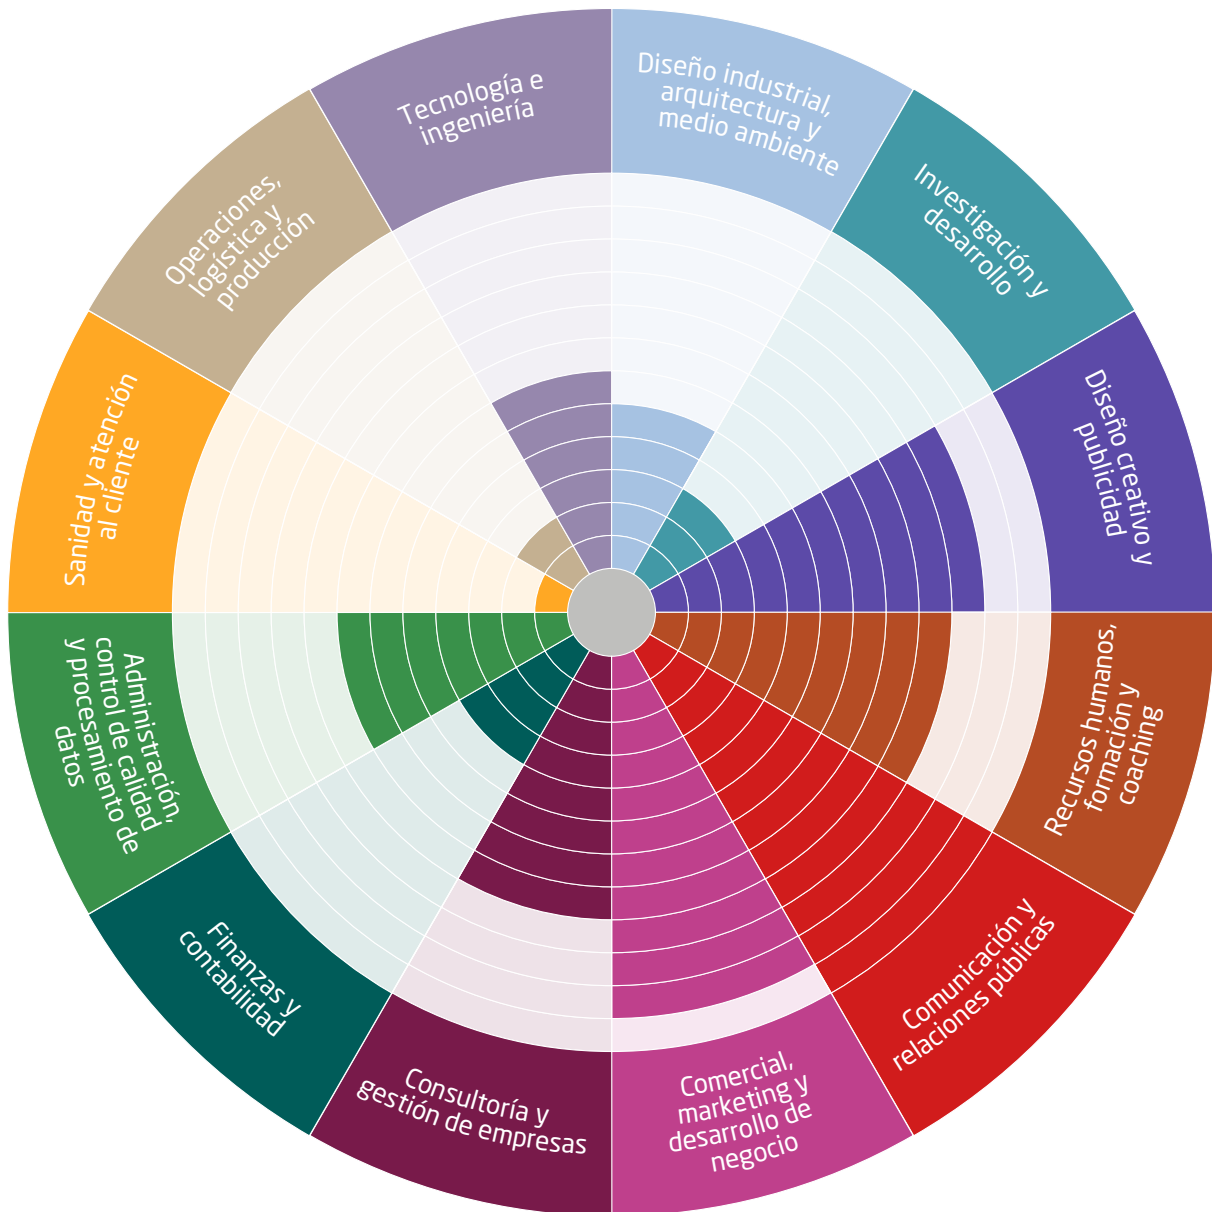 Diseño industrial,
arquitectura y
medio ambiente
Investigación y
desarrollo
Diseño creativo y
publicidad
Recursos humanos,
formación y
coaching
Comunicación y
relaciones públicas
Comercial,
marketing y
desarrollo de
negocio
Consultoría y
gestión de empresas
Finanzas y
contabilidad
Administración,
control de calidad
y procesamiento de
datos
Sanidad y atención
al cliente
Operaciones,
logística y
producción
Tecnología e
ingeniería